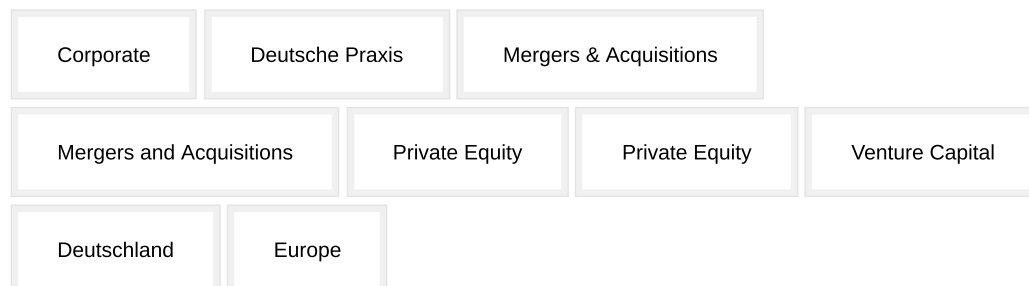 Corporate Deutsche Praxis Mergers & Acquisitions
Mergers and Acquisitions Private Equity Private Equity Venture Capital
Deutschland Europe